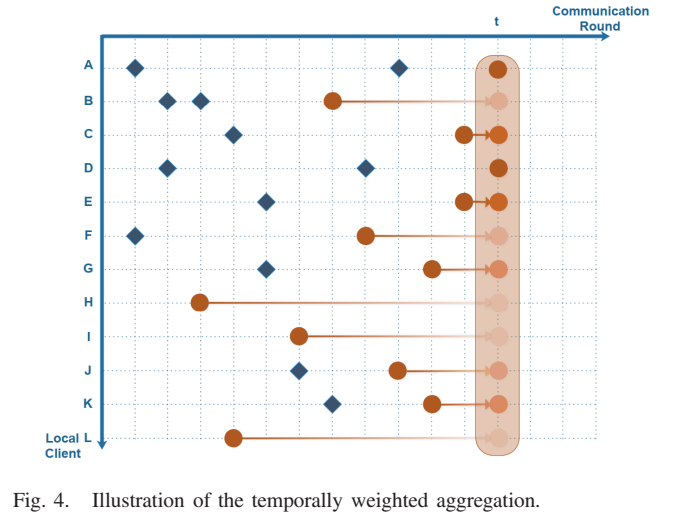 Communication
Round
t
A
B
C
D
E
F
G
H
I
J
K
L
Local
Client
Fig. 4. Illustration of the temporally weighted aggregation.